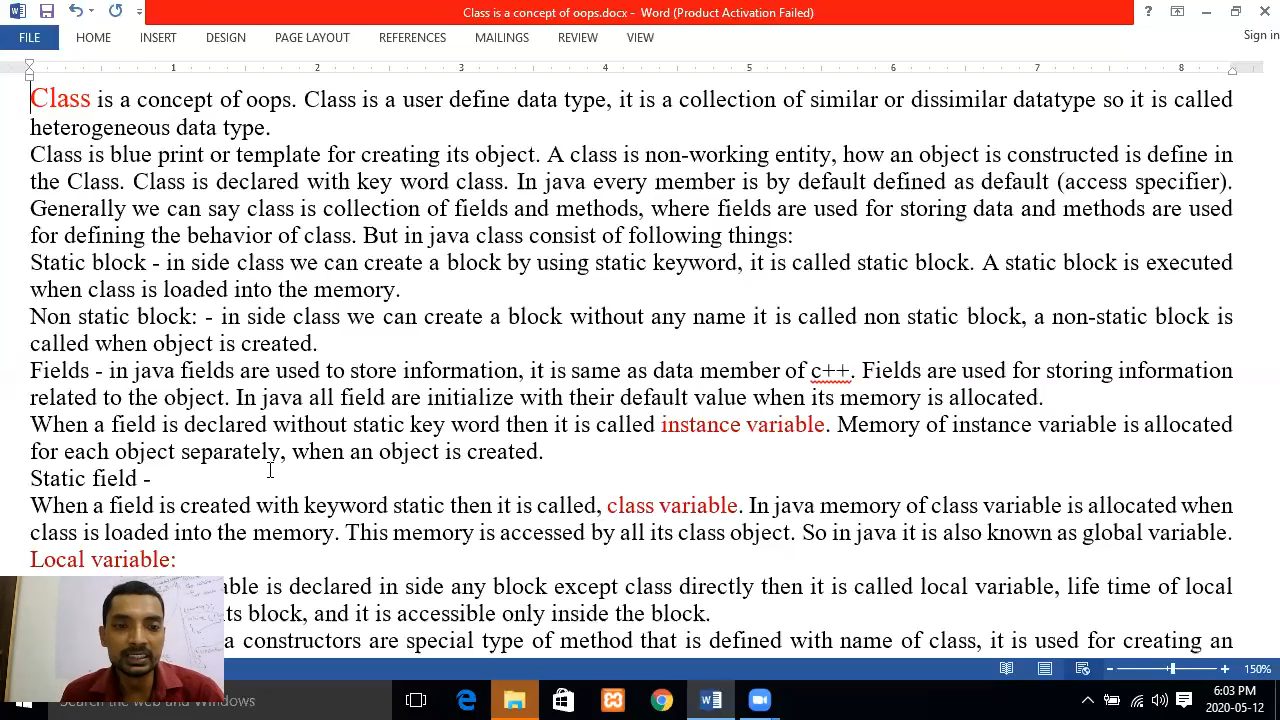 Class is a concept of oops.docx - Word (Product Activation Failed)
FILE HOME INSERT DESIGN PAGE LAYOUT REFERENCES MAILINGS REVIEW VIEW Sign in
1 2 3 4 5 6 7 8
Class is a concept of oops. Class is a user define data type, it is a collection of similar or dissimilar datatype so it is called
heterogeneous data type.
Class is blue print or template for creating its object. A class is non-working entity, how an object is constructed is define in
the Class. Class is declared with key word class. In java every member is by default defined as default (access specifier).
Generally we can say class is collection of fields and methods, where fields are used for storing data and methods are used
for defining the behavior of class. But in java class consist of following things:
Static block - in side class we can create a block by using static keyword, it is called static block. A static block is executed
when class is loaded into the memory.
Non static block: - in side class we can create a block without any name it is called non static block, a non-static block is
called when object is created.
Fields - in java fields are used to store information, it is same as data member of c++. Fields are used for storing information
related to the object. In java all field are initialize with their default value when its memory is allocated.
When a field is declared without static key word then it is called instance variable. Memory of instance variable is allocated
for each object separately, when an object is created.
Static field -
When a field is created with keyword static then it is called, class variable. In java memory of class variable is allocated when
class is loaded into the memory. This memory is accessed by all its class object. So in java it is also known as global variable.
Local variable:
is declared in side any block except class directly then it is called local variable, life time of local
block, and it is accessible only inside the block.
a constructors are special type of method that is defined with name of class, it is used for creating an
150%
Search the web and Windows
6:03 PM
2020-05-12